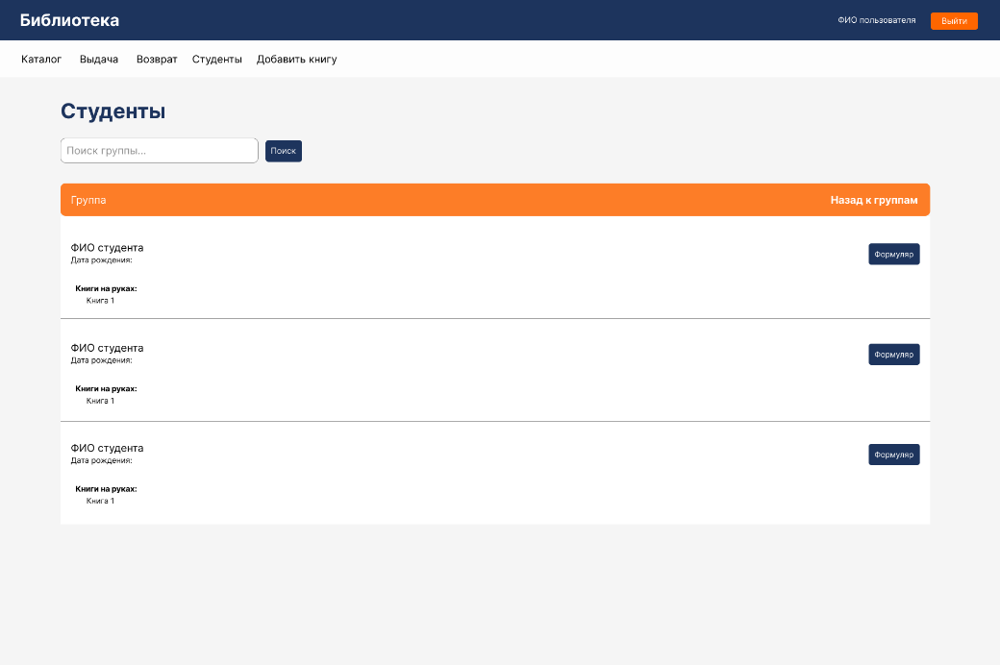 Библиотека
ФИО пользователя
Выйти
Каталог Выдача Возврат Студенты Добавить книгу
Студенты
Поиск группы...
Поиск
Группа
Назад к группам
ФИО студента
Дата рождения:
Формуляр
Книги на руках:
Книга 1
ФИО студента
Дата рождения:
Формуляр
Книги на руках:
Книга 1
ФИО студента
Дата рождения:
Формуляр
Книги на руках:
Книга 1